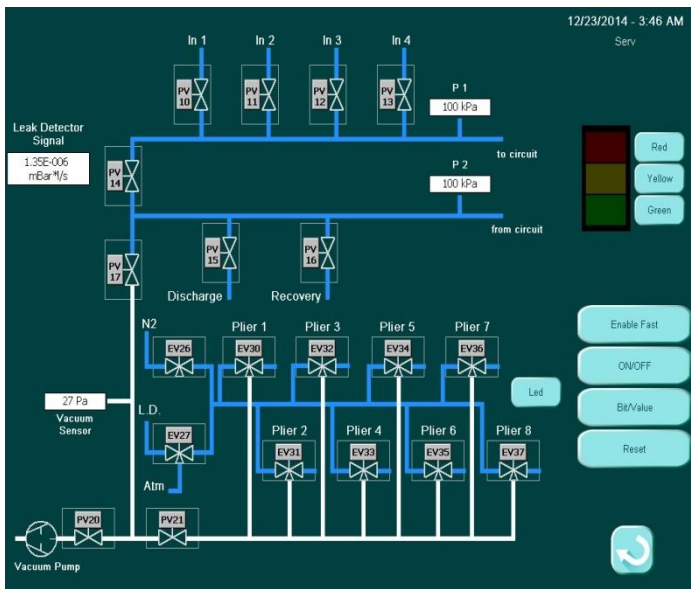 12/23/2014 - 3:46 AM
Serv
In 1
In 2
In 3
In 4
PV
10
PV
11
PV
12
PV
13
P 1
100 kPa
to circuit
Leak Detector
Signal
1.35E-006
mBar*l/s
PV
14
P 2
100 kPa
from circuit
Red
Yellow
Green
PV
15
PV
16
PV
17
Discharge
Recovery
N2
EV26
Plier 1
EV30
Plier 3
EV32
Plier 5
EV34
Plier 7
EV36
Enable Fast
ON/OFF
Led
27 Pa
Vacuum
Sensor
L.D.
EV27
Atm
Plier 2
EV31
Plier 4
EV33
Plier 6
EV35
Plier 8
EV37
Bit/Value
Reset
PV20
PV21
Vacuum Pump